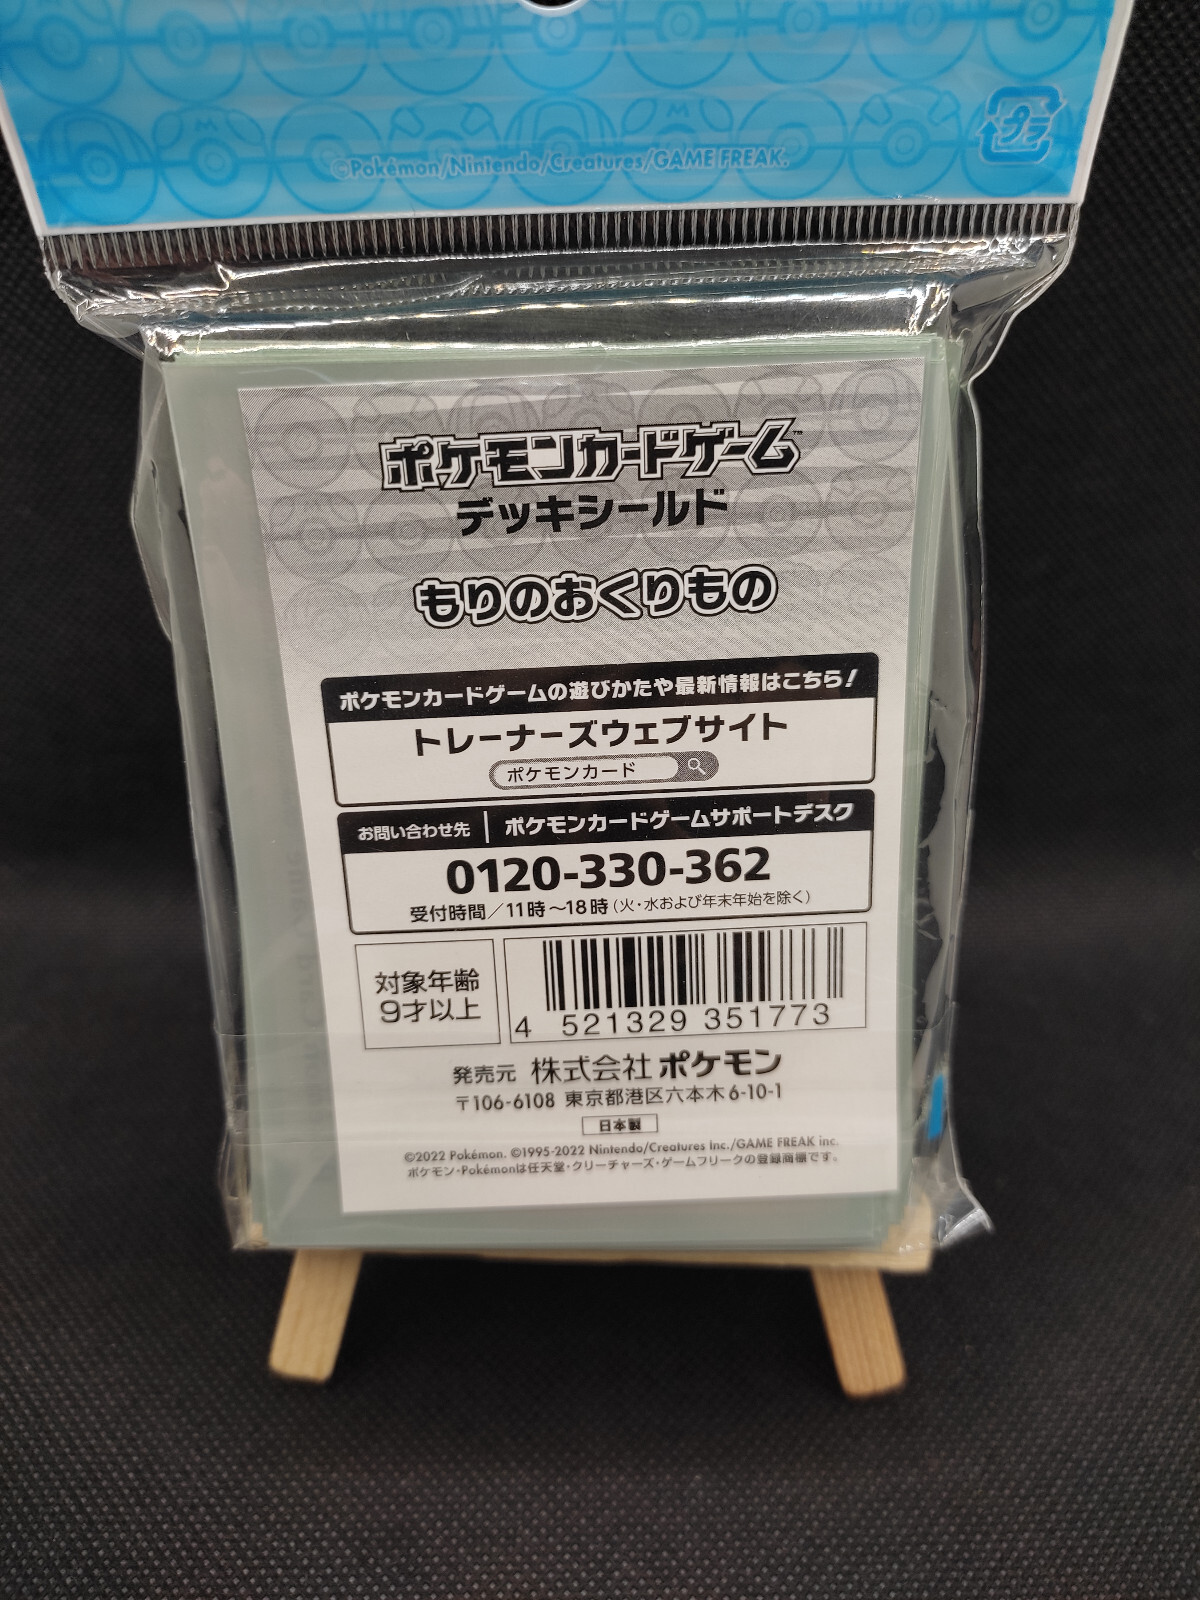 ©Pokémon/Nintendo/Creatures/GAME FREAK.
プラ
ポケモンカードゲーム™
デッキシールド
もりのおくりもの
ポケモンカードゲームの遊びかたや最新情報はこちら!
トレーナーズウェブサイト
ポケモンカード
お問い合わせ先 | ポケモンカードゲームサポートデスク
0120-330-362
受付時間/11時~18時(火・水および年末年始を除く)
対象年齢
9才以上
4 521329 351773
発売元 株式会社 ポケモン
〒106-6108 東京都港区六本木6-10-1
日本製
©2022 Pokémon. ©1995-2022 Nintendo/Creatures Inc./GAME FREAK inc.
ポケモン・Pokémonは任天堂・クリーチャーズ・ゲームフリークの登録商標です。